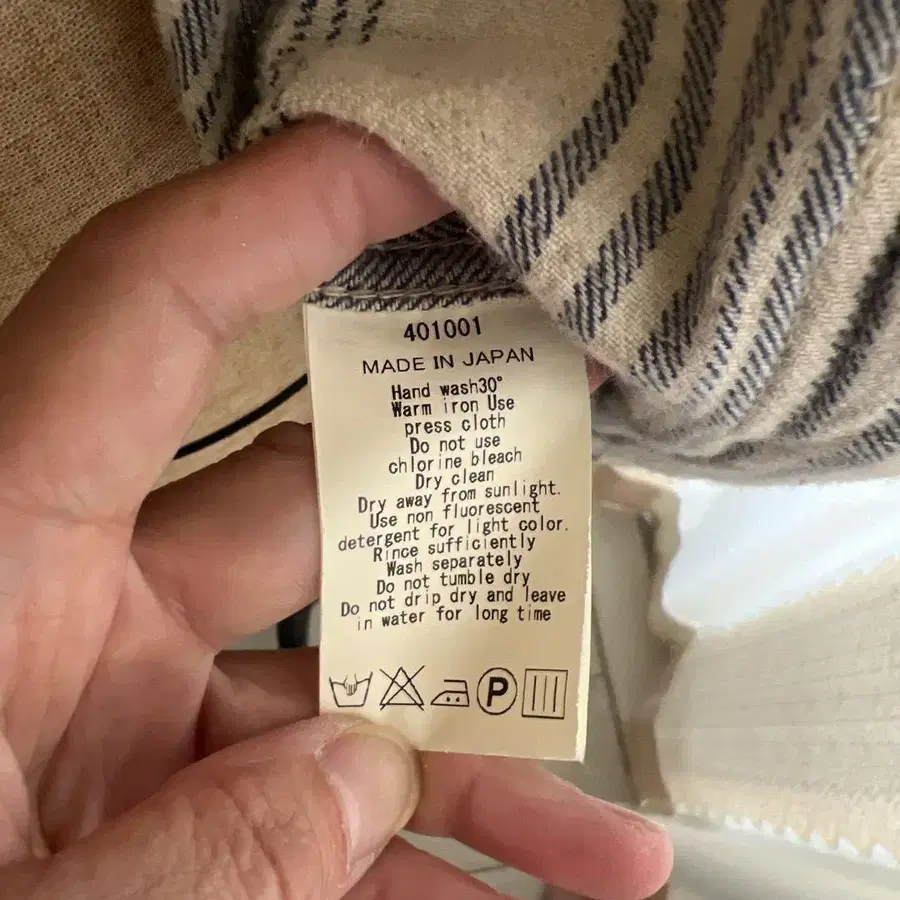 401001
MADE IN JAPAN
Hand wash30°
Warm iron Use
press cloth
Do not use
chlorine bleach
Dry clean
Dry away from sunlight.
Use non fluorescent
detergent for light color.
Rince sufficiently
Wash separately
Do not tumble dry
Do not drip dry and leave
in water for long time
P